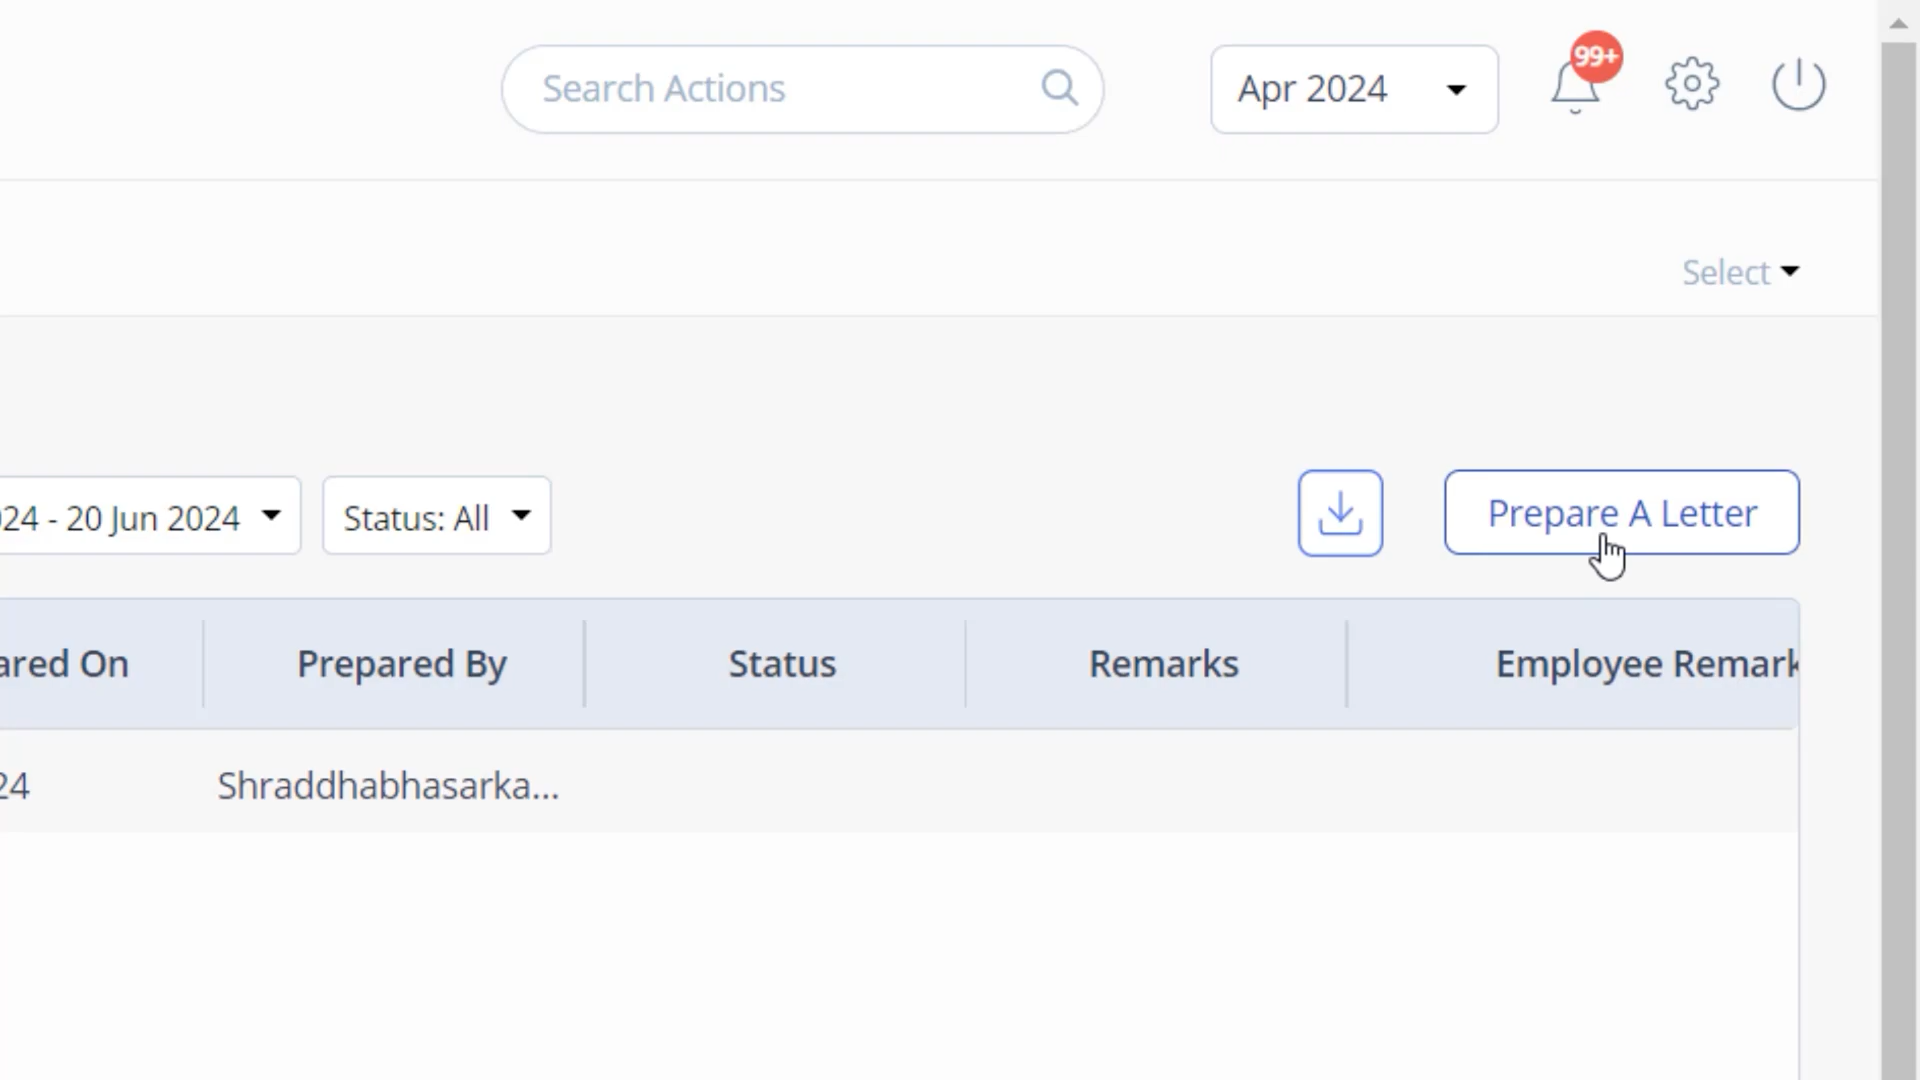 Search Actions
Apr 2024
99+
Select
024 - 20 Jun 2024
Status: All
Prepare A Letter
ared On
Prepared By
Status
Remarks
Employee Remark
24
Shraddhabhasarka...